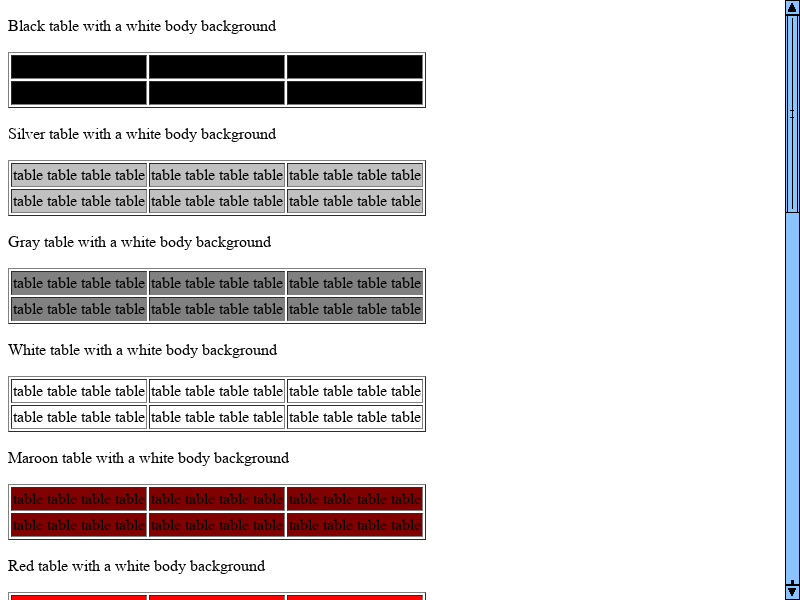 Black table with a white body background
Silver table with a white body background
table table table table table table table table table table table table
table table table table table table table table table table table table
Gray table with a white body background
table table table table table table table table table table table table
table table table table table table table table table table table table
White table with a white body background
table table table table table table table table table table table table
table table table table table table table table table table table table
Maroon table with a white body background
table table table table table table table table table table table table
table table table table table table table table table table table table
Red table with a white body background